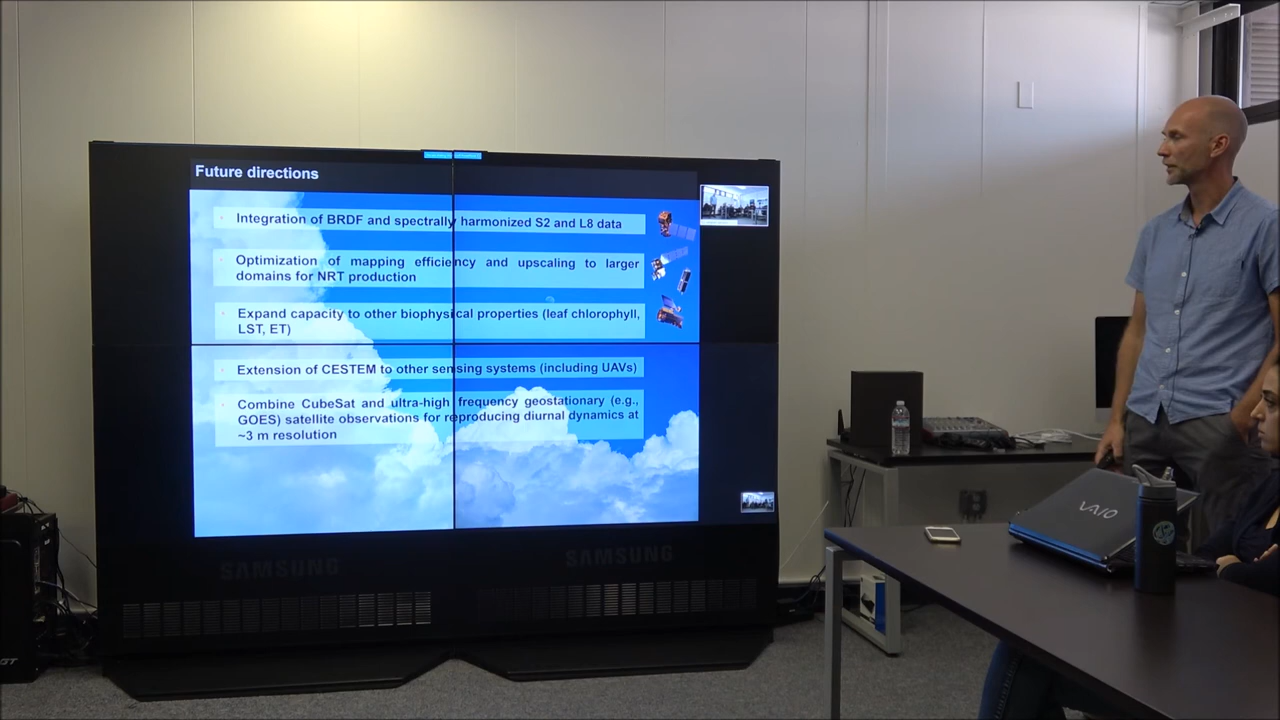 Future directions
Integration of BRDF and spectrally harmonized S2 and L8 data
Optimization of mapping efficiency and upscaling to larger
domains for NRT production
Expand capacity to other biophysical properties (leaf chlorophyll,
LST, ET)
Extension of CESTEM to other sensing systems (including UAVs)
Combine CubeSat and ultra-high frequency geostationary (e.g.,
GOES) satellite observations for reproducing diurnal dynamics at
~3 m resolution
SAMSUNG
SAMSUNG
VAIO